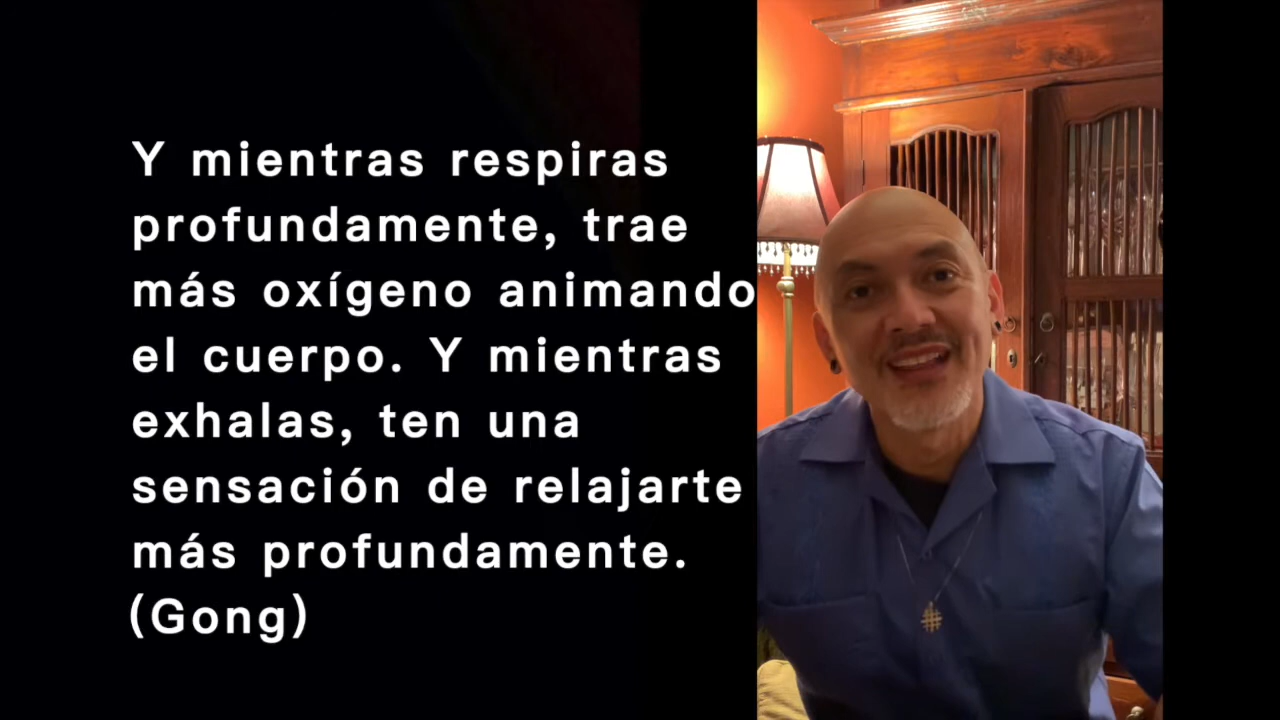 Y mientras respiras
profundamente, trae
más oxígeno animando
el cuerpo. Y mientras
exhalas, ten una
sensación de relajarte
más profundamente.
(Gong)